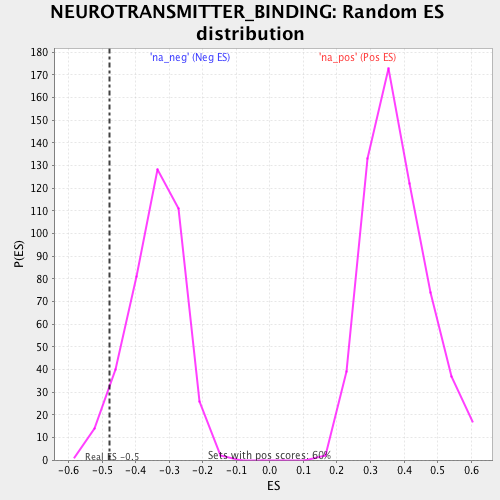 NEUROTRANSMITTER_BINDING: Random ES
distribution
'na_neg' (Neg ES)
'na_pos' (Pos ES)
180
170
160
150
140
130
120
110
100
90
80
70
60
50
40
30
20
10
0
P(ES)
Real ES -0.5
Sets with pos scores: 60%
-0.6 -0.5 -0.4 -0.3 -0.2 -0.1 0.0 0.1 0.2 0.3 0.4 0.5 0.6
ES